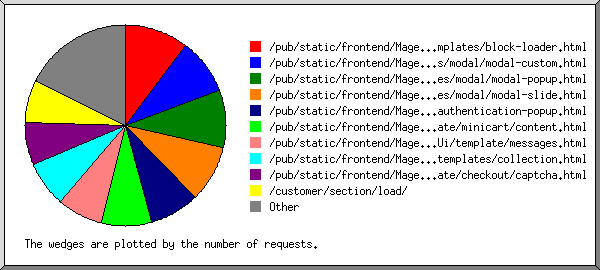 /pub/static/frontend/Mage...mplates/block-loader.html
/pub/static/frontend/Mage...s/modal/modal-custom.html
/pub/static/frontend/Mage...es/modal/modal-popup.html
/pub/static/frontend/Mage...es/modal/modal-slide.html
/pub/static/frontend/Mage...authentication-popup.html
/pub/static/frontend/Mage...ate/minicart/content.html
/pub/static/frontend/Mage...Ui/template/messages.html
/pub/static/frontend/Mage...templates/collection.html
/pub/static/frontend/Mage...ate/checkout/captcha.html
/customer/section/load/
Other
The wedges are plotted by the number of requests.